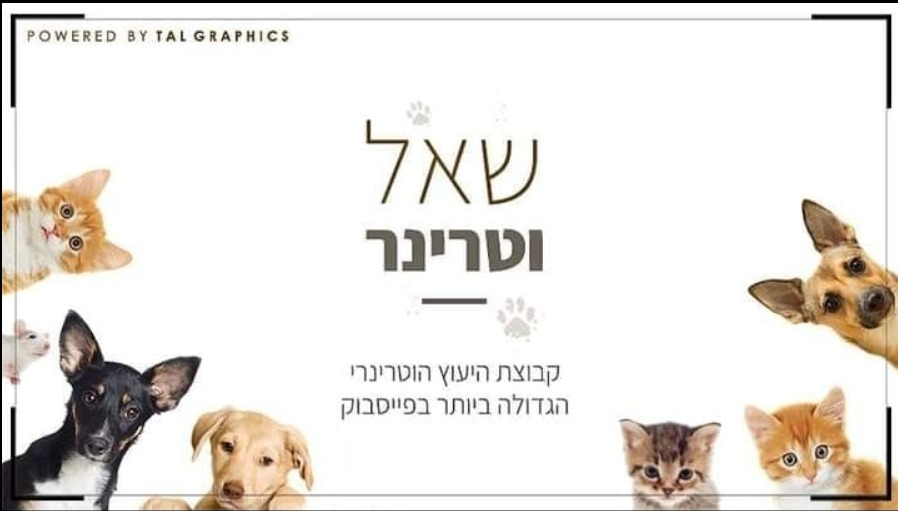 POWERED BY TAL GRAPHICS
שאל
וטרינר
קבוצת היעוץ הוטרינרי
הגדולה ביותר בפייסבוק